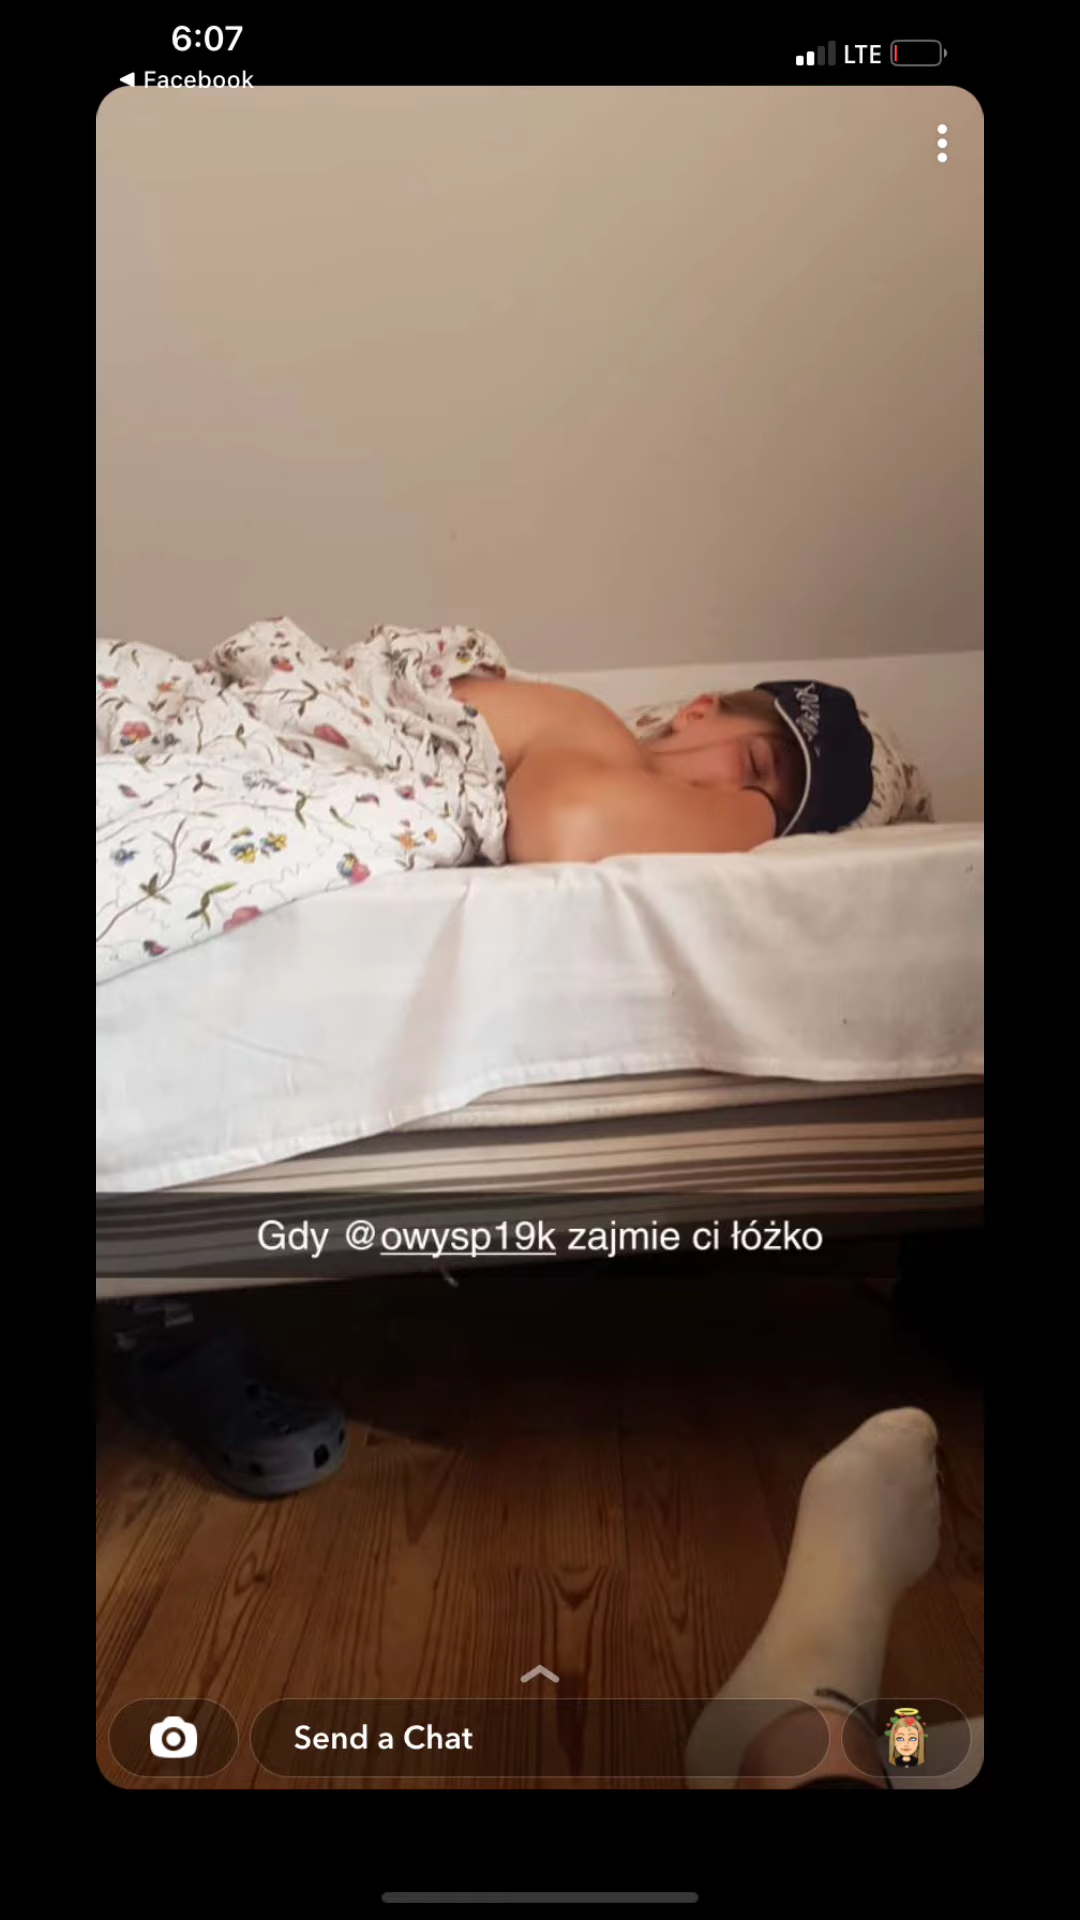 6:07
LTE
◀ Facebook
Gdy @owysp19k zajmie ci łóżko
Send a Chat